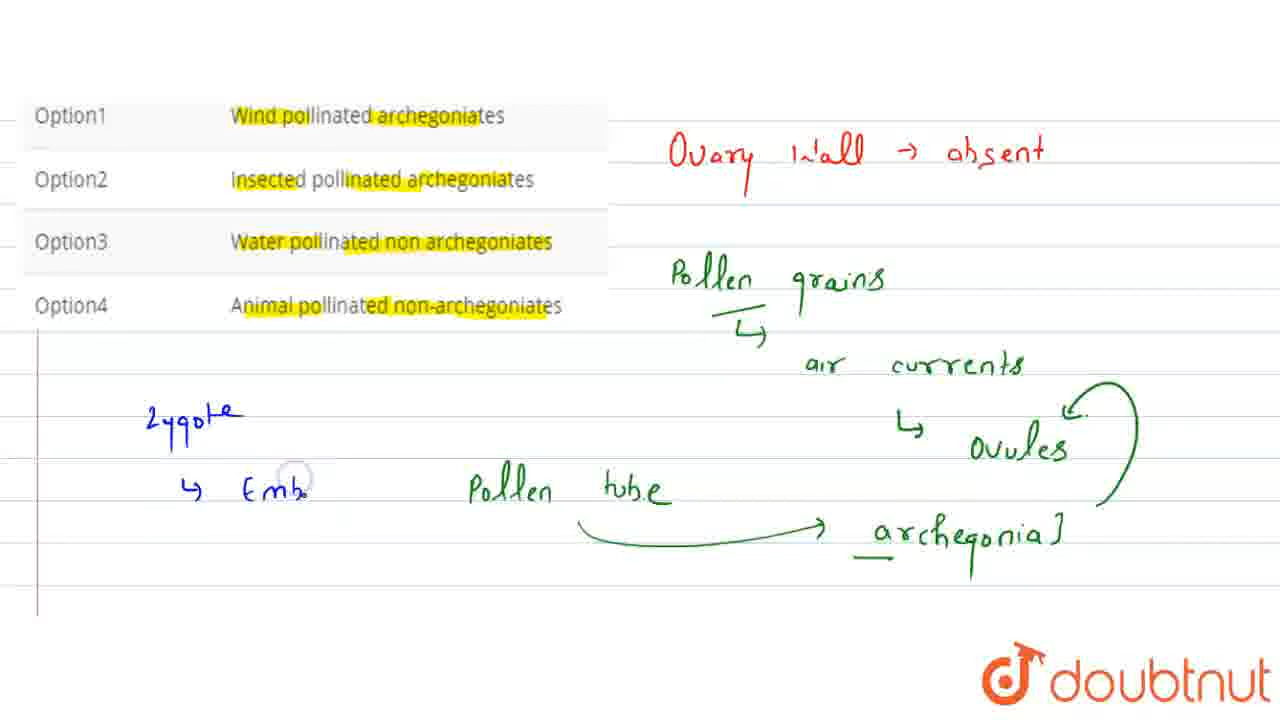 Option1 Wind pollinated archegoniates
Option2 Insected pollinated archegoniates
Option3 Water pollinated non archegoniates
Option4 Animal pollinated non-archegoniates
Ovary Wall → absent
Pollen grains
↳
air currents
↳ Ovules
Zygote
↳ Emb
Pollen tube
→ archegonia]
doubtnut